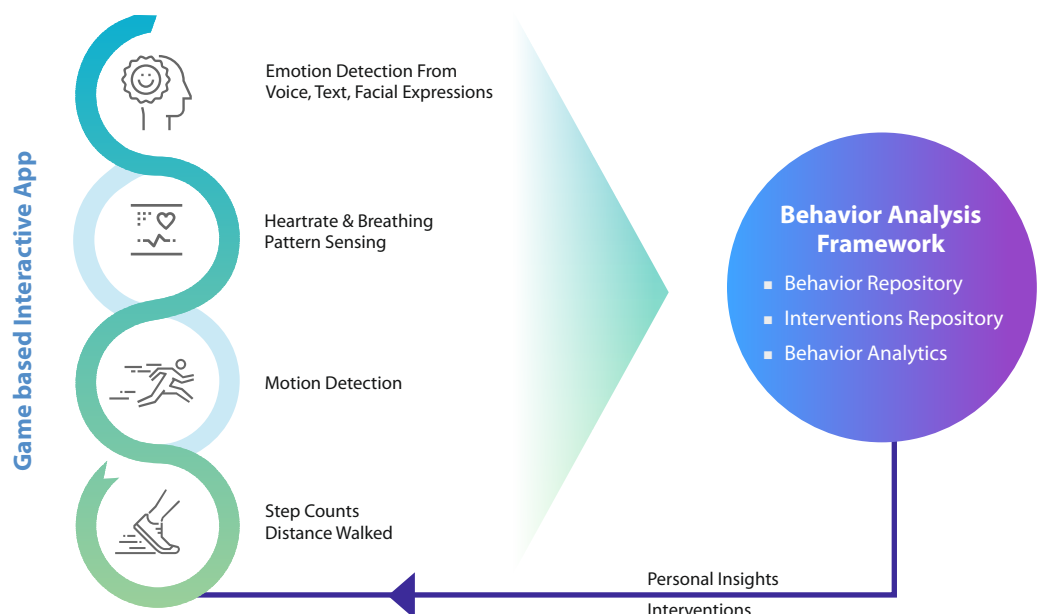 Game based Interactive App
Emotion Detection From
Voice, Text, Facial Expressions
Heartrate & Breathing
Pattern Sensing
Motion Detection
Step Counts
Distance Walked
Behavior Analysis
Framework
Behavior Repository
Interventions Repository
Behavior Analytics
Personal Insights
Interventions